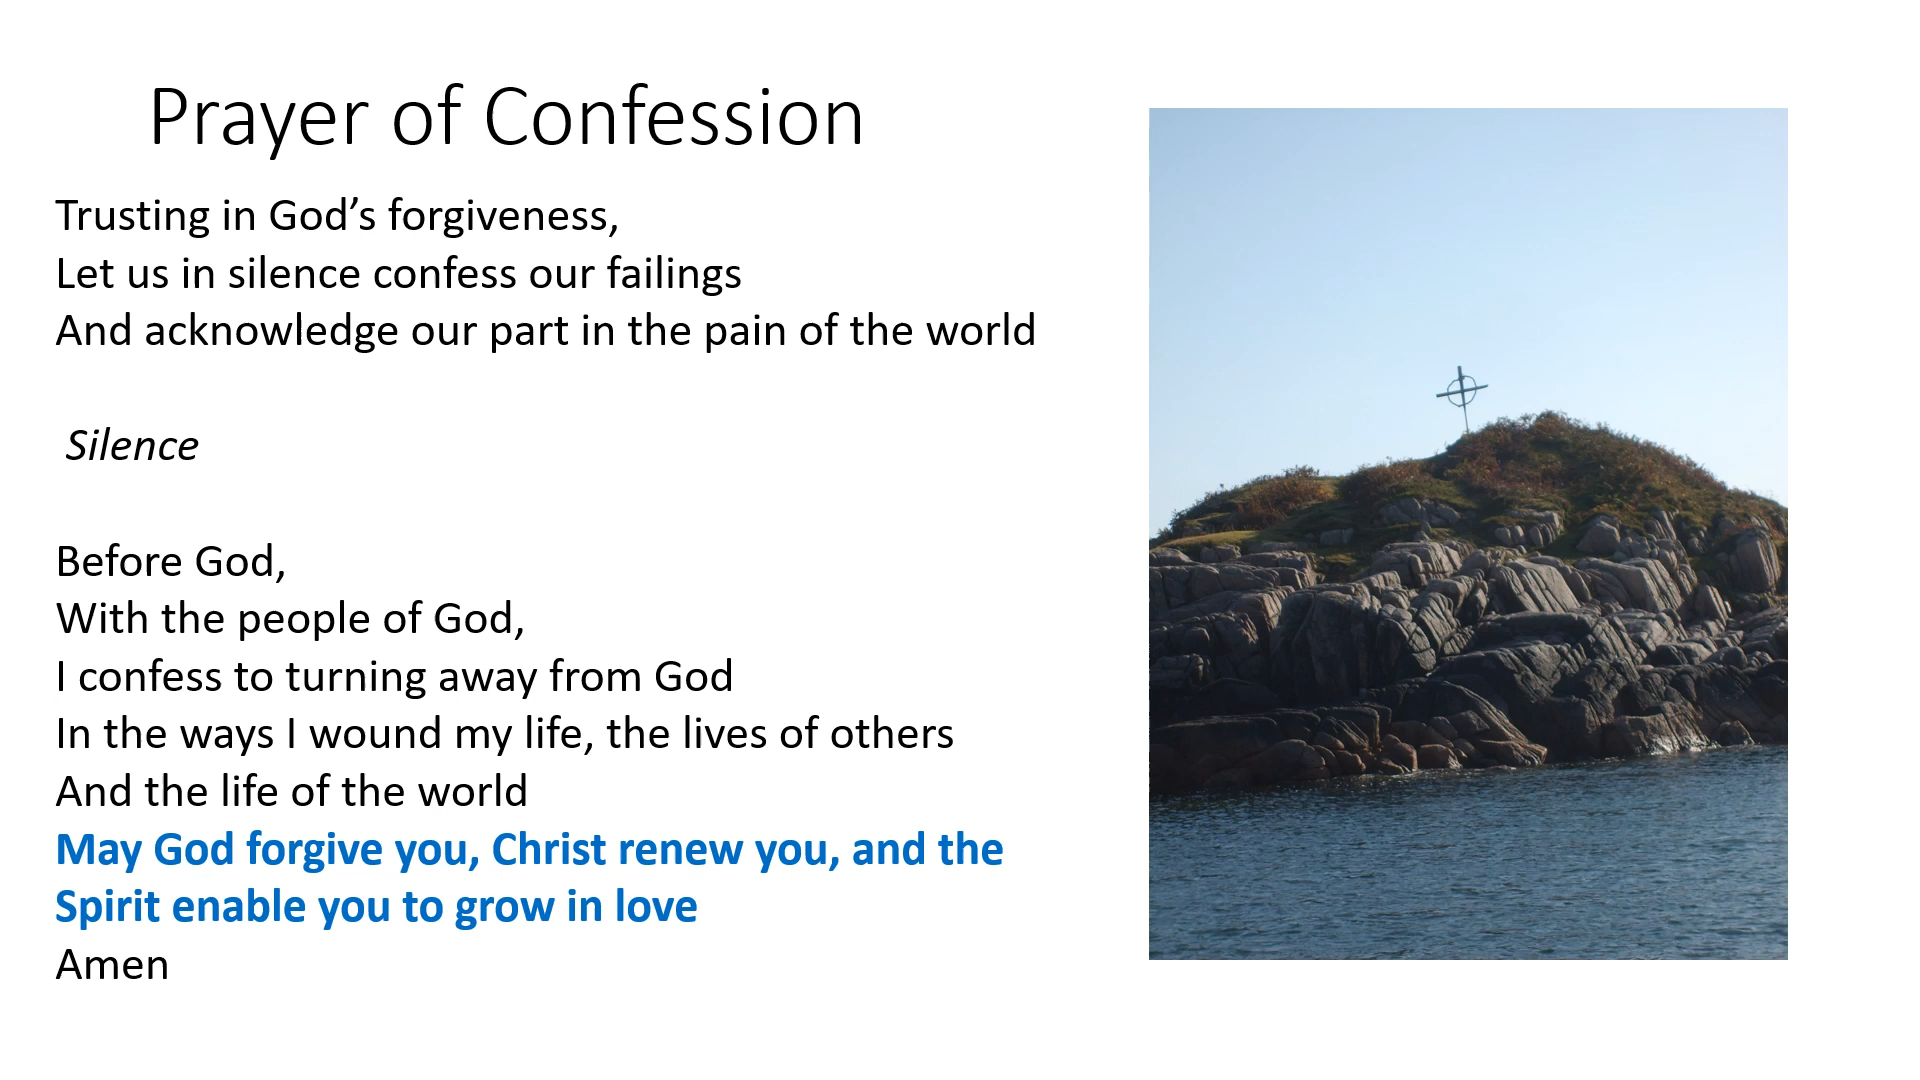 Prayer of Confession
Trusting in God’s forgiveness,
Let us in silence confess our failings
And acknowledge our part in the pain of the world
Silence
Before God,
With the people of God,
I confess to turning away from God
In the ways I wound my life, the lives of others
And the life of the world
May God forgive you, Christ renew you, and the
Spirit enable you to grow in love
Amen